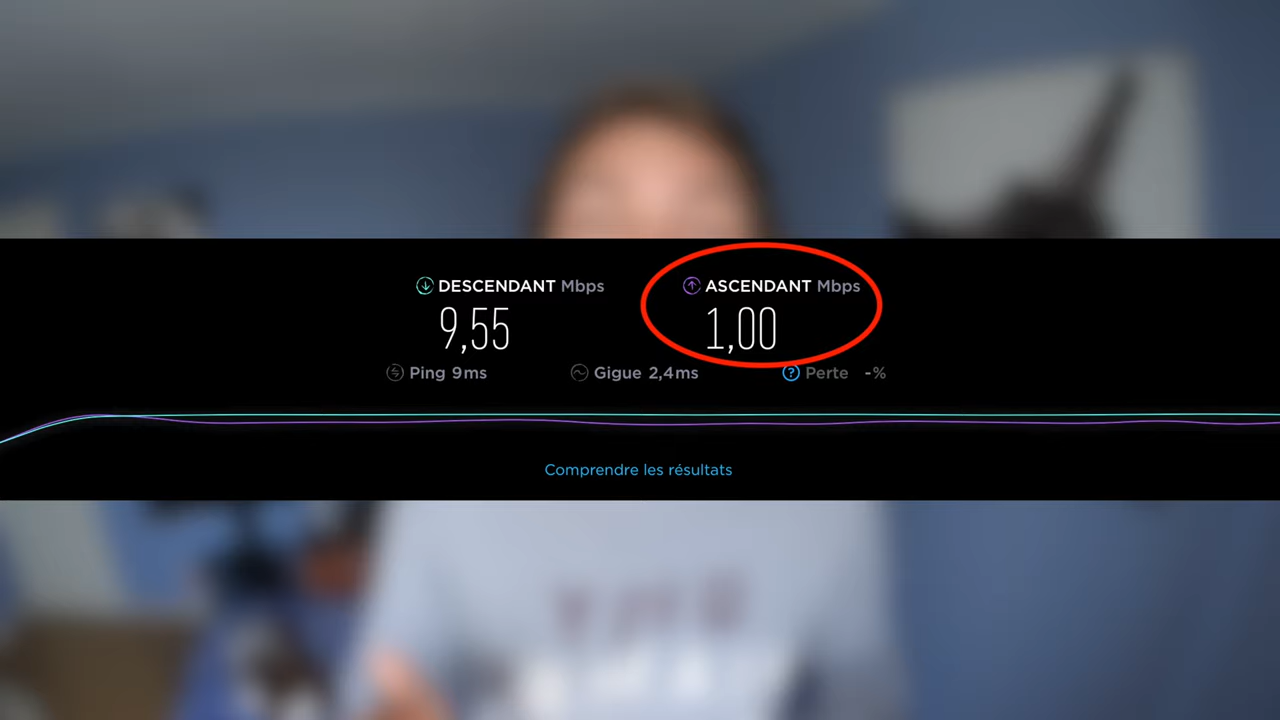 DESCENDANT Mbps ASCENDANT Mbps
9,55 1,00
Ping 9ms Gigue 2,4ms Perte -%
Comprendre les résultats